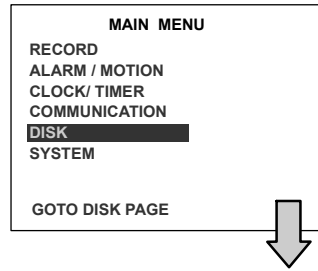 MAIN MENU
RECORD
ALARM / MOTION
CLOCK/ TIMER
COMMUNICATION
DISK
SYSTEM
GOTO DISK PAGE